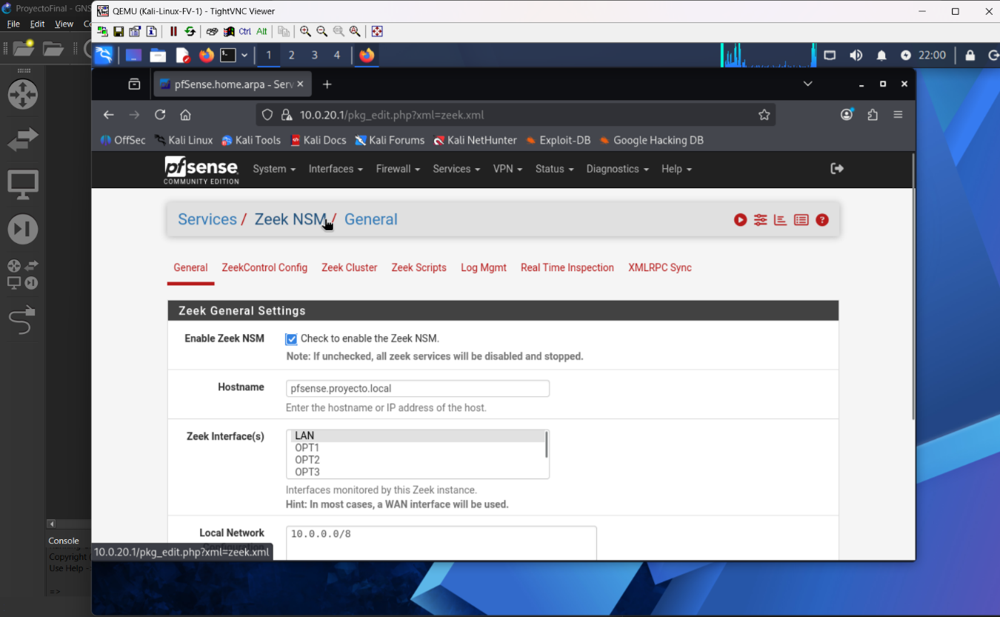 ProyectoFinal - GNS
File Edit View Co
QEMU (Kali-Linux-FV-1) - TightVNC Viewer
Ctrl Alt
1 2 3 4
22:00
pfSense.home.arpa - Serv
10.0.20.1/pkg_edit.php?xml=zeek.xml
OffSec Kali Linux Kali Tools Kali Docs Kali Forums Kali NetHunter Exploit-DB Google Hacking DB
pfsense System Interfaces Firewall Services VPN Status Diagnostics Help
COMMUNITY EDITION
Services / Zeek NSM / General
General ZeekControl Config Zeek Cluster Zeek Scripts Log Mgmt Real Time Inspection XMLRPC Sync
Zeek General Settings
Enable Zeek NSM Check to enable the Zeek NSM.
Note: If unchecked, all zeek services will be disabled and stopped.
Hostname pfsense.proyecto.local
Enter the hostname or IP address of the host.
Zeek Interface(s) LAN
OPT1
OPT2
OPT3
Interfaces monitored by this Zeek instance.
Hint: In most cases, a WAN interface will be used.
Local Network 10.0.0.0/8
10.0.20.1/pkg_edit.php?xml=zeek.xml
Console
Copyright
Use Help -
=>